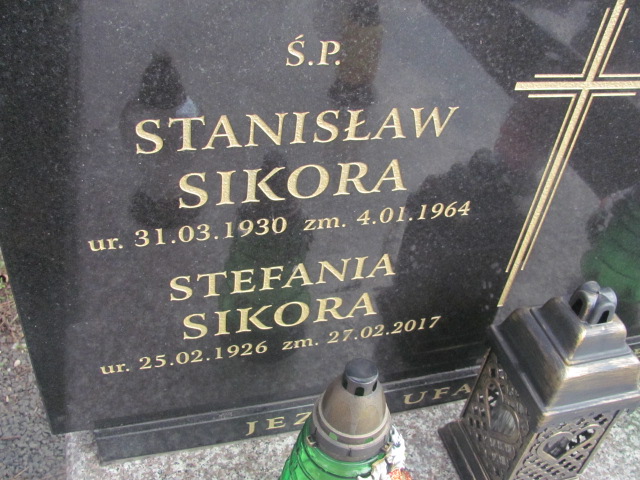 Ś.P.
STANISŁAW
SIKORA
ur. 31.03.1930 zm. 4.01.1964
STEFANIA
SIKORA
ur. 25.02.1926 zm. 27.02.2017